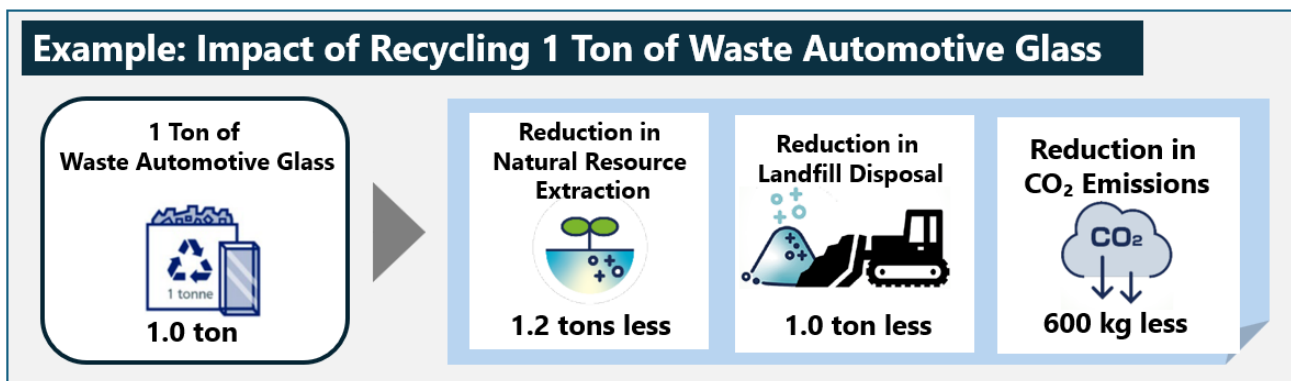 Example: Impact of Recycling 1 Ton of Waste Automotive Glass
1 Ton of
Waste Automotive Glass
1 tonne
1.0 ton
Reduction in
Natural Resource
Extraction
1.2 tons less
Reduction in
Landfill Disposal
1.0 ton less
Reduction in
CO₂ Emissions
CO₂
600 kg less